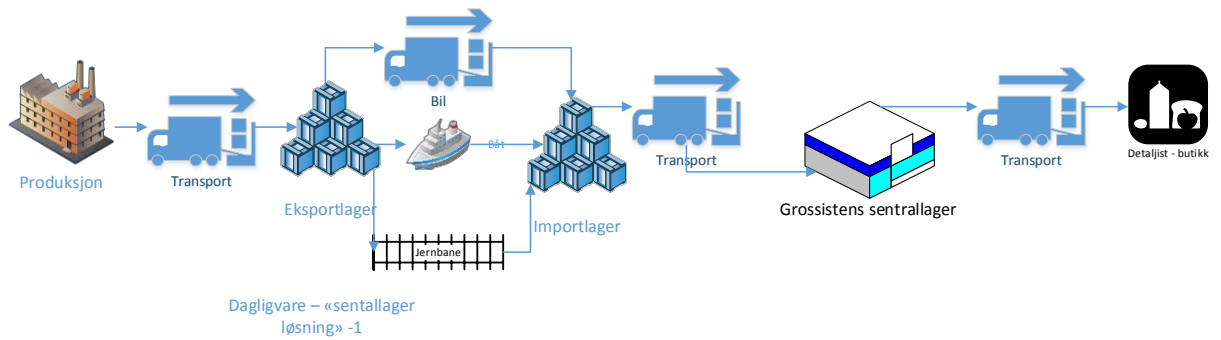 Produksjon
Transport
Eksportlager
Bil
Båt
Jernbane
Importlager
Transport
Grossistens sentrallager
Transport
Detaljist - butikk
Dagligvare – «sentallager
løsning» -1